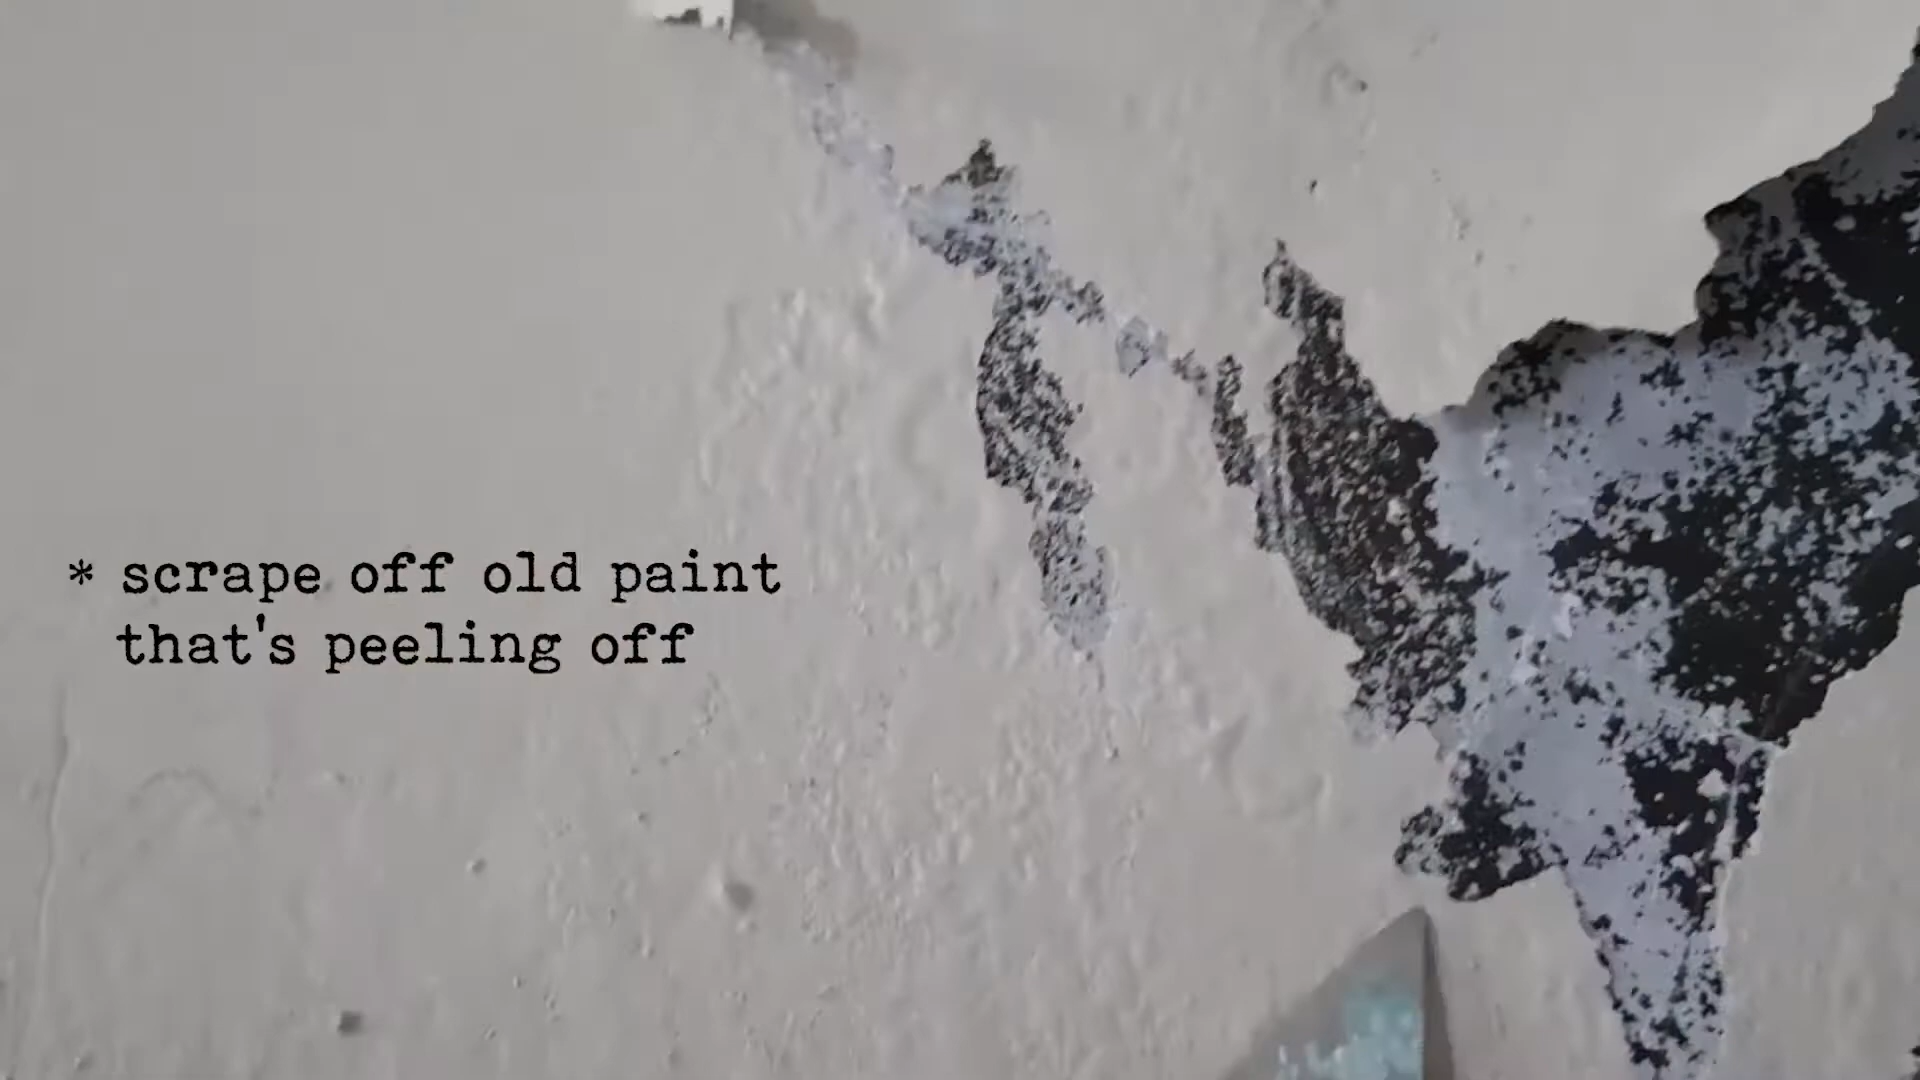 * scrape off old paint
that's peeling off